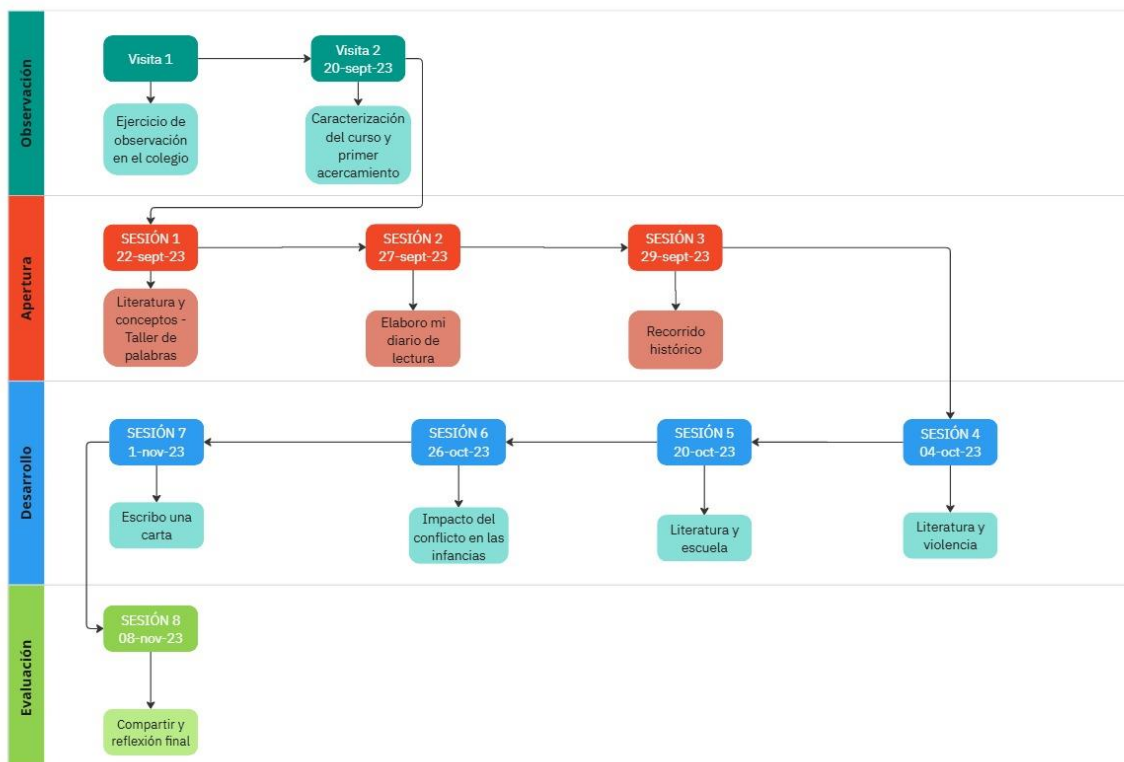 Observación
Visita 1
Visita 2
20-sept-23
Ejercicio de
observación
en el colegio
Caracterización
del curso y
primer
acercamiento
Apertura
SESIÓN 1
22-sept-23
SESIÓN 2
27-sept-23
SESIÓN 3
29-sept-23
Literatura y
conceptos -
Taller de
palabras
Elaboro mi
diario de
lectura
Recorrido
histórico
Desarrollo
SESIÓN 7
1-nov-23
SESIÓN 6
26-oct-23
SESIÓN 5
20-oct-23
SESIÓN 4
04-oct-23
Escribo una
carta
Impacto del
conflicto en las
infancias
Literatura y
escuela
Literatura y
violencia
Evaluación
SESIÓN 8
08-nov-23
Compartir y
reflexión final